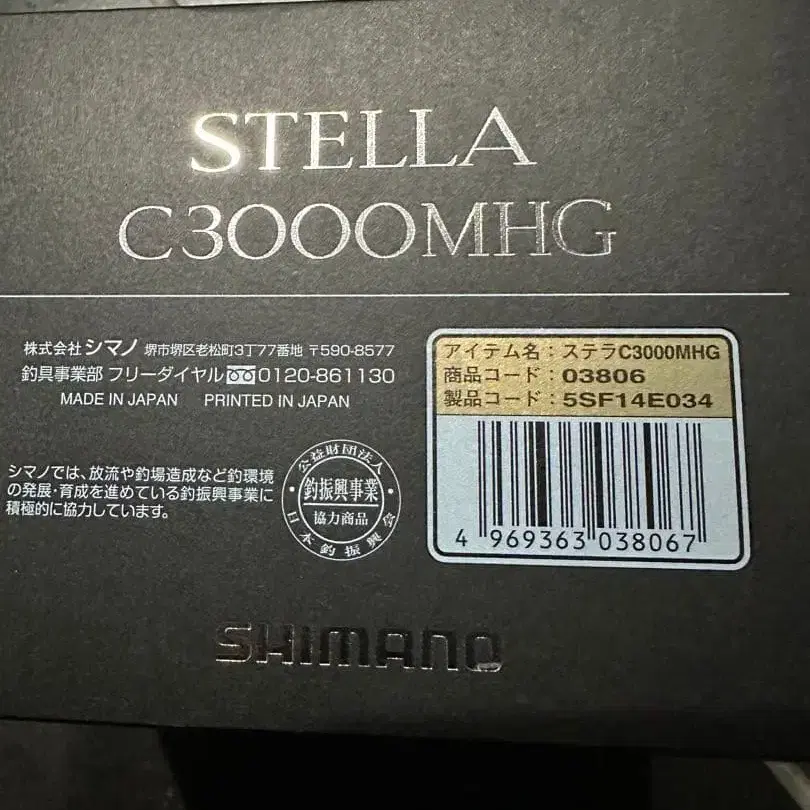 STELLA
C3000MHG
株式会社 シマノ 堺市堺区老松町3丁77番地 〒590-8577
釣具事業部 フリーダイヤル 0120-861130
MADE IN JAPAN PRINTED IN JAPAN
シマノでは、放流や釣場造成など釣環境
の発展・育成を進めている釣振興事業に
積極的に協力しています。
公益財団法人
釣振興事業
協力商品
日本釣振興会
アイテム名：ステラC3000MHG
商品コード：03806
製品コード：5SF14E034
4 969363 038067
SHIMANO